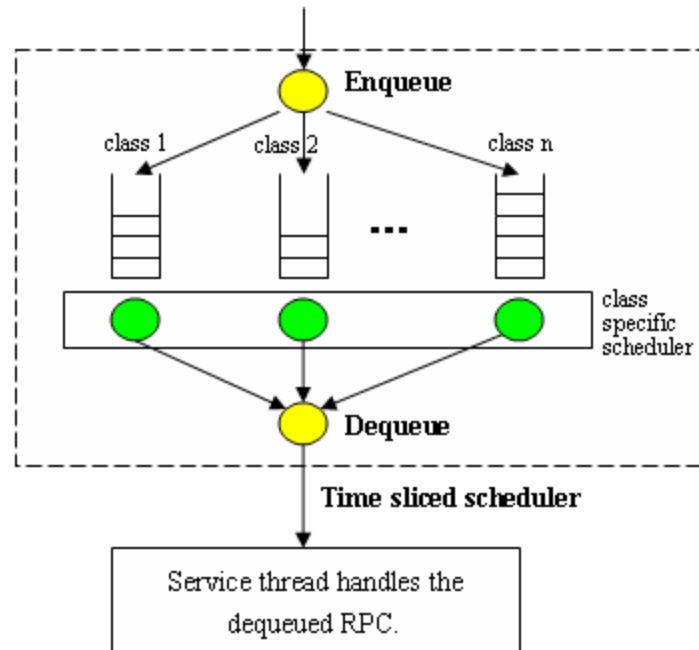 Enqueue
class 1
class 2
class n
...
class
specific
scheduler
Dequeue
Time sliced scheduler
Service thread handles the
dequeued RPC.